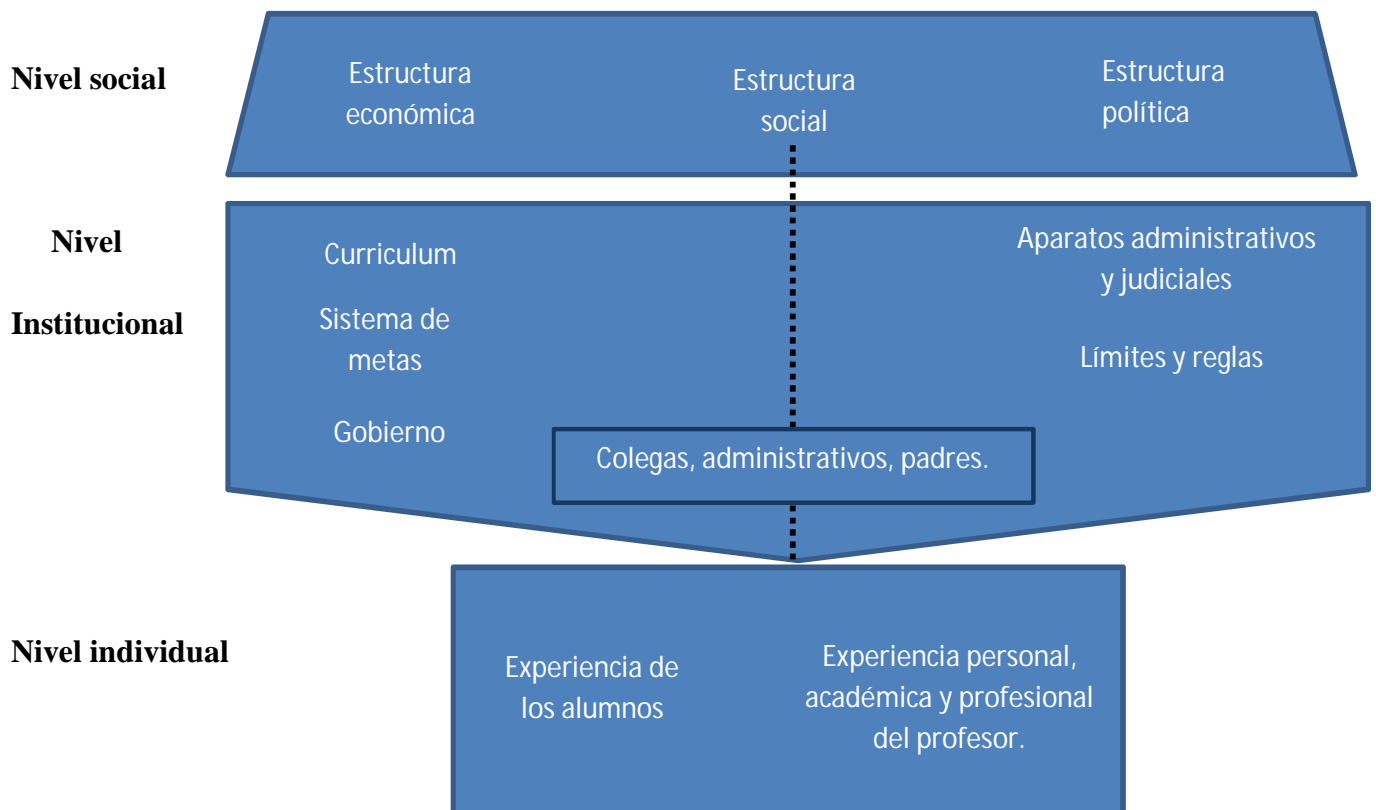 Nivel social
Estructura
económica
Estructura
social
Estructura
política
Nivel
Institucional
Curriculum
Sistema de
metas
Gobierno
Aparatos administrativos
y judiciales
Límites y reglas
Colegas, administrativos, padres.
Nivel individual
Experiencia de
los alumnos
Experiencia personal,
académica y profesional
del profesor.